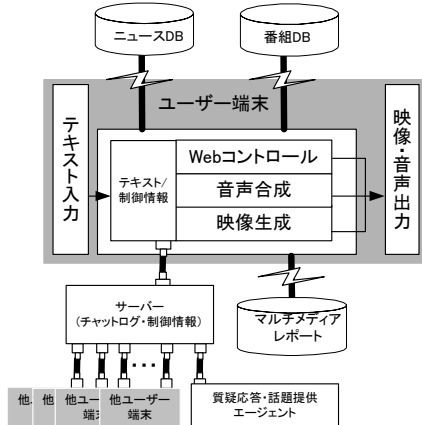 ニュースDB
番組DB
ユーザー端末
テキスト入力
テキスト/
制御情報
Webコントロール
音声合成
映像生成
映像・音声出力
サーバー
(チャットログ・制御情報)
マルチメディア
レポート
・・・
他
他
他ユー
端
他ユーザー
端末
質疑応答・話題提供
エージェント